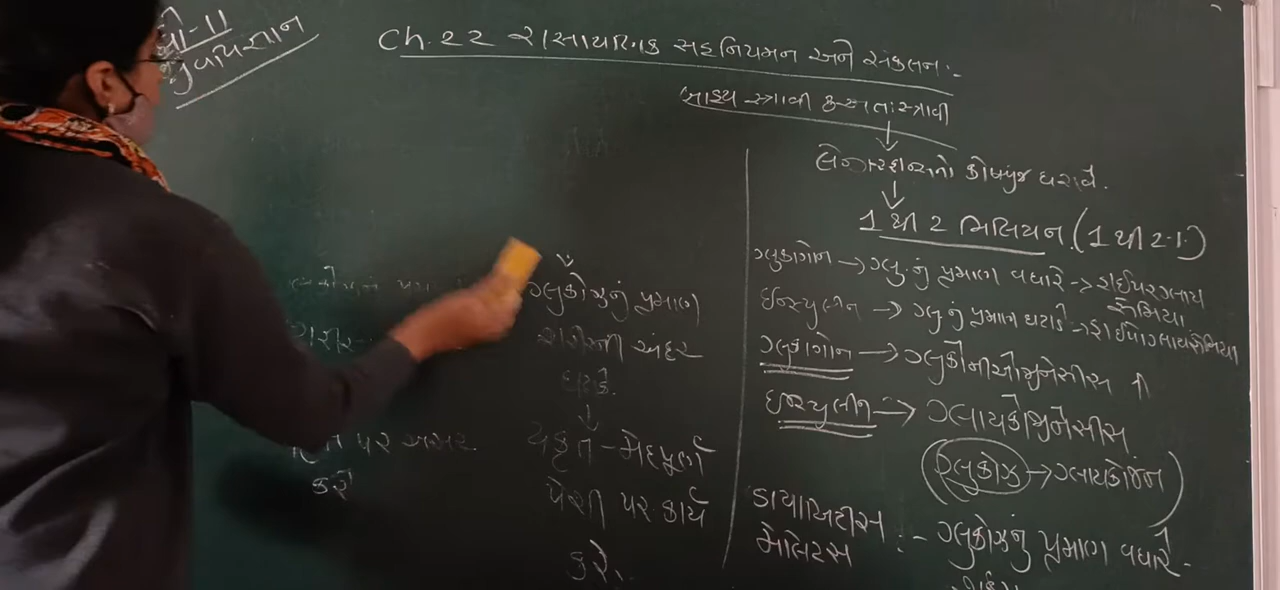 ધો-11
જીવવિજ્ઞાન
Ch. 22 રાસાયણિક સહનિયમન અને સંકલન:-
બાહ્ય સ્ત્રાવી અંતઃસ્ત્રાવી
લેંગરહાન્સનો કોષપુંજ ધરાવે.
1 થી 2 મિલિયન (1 થી 2·1.)
ગ્લુકાગોન → ગ્લુ.નું પ્રમાણ વધારે → હાઈપરગ્લાય
સેમિયા
ઈન્સ્યુલીન → ગ્લુ નું પ્રમાણ ઘટાડે → હાઈપોગ્લાયસેમિયા
ગ્લુકાગોન → ગ્લુકોનીઓજીનેસીસ
ઈન્સ્યુલીન → ગ્લાયકોજીનેસીસ
(ગ્લુકોઝ → ગ્લાયકોજન)
ડાયાબિટીસ
મેલિટસ :- ગ્લુકોઝનું પ્રમાણ વધારે -
ગ્લુકોઝનું પ્રમાણ
શરીરની અંદર
ઘટાડે.
↓
યકૃત - મેદપૂર્ણ
પેશી પર કાર્ય
કરે.
પર અસર
કરે